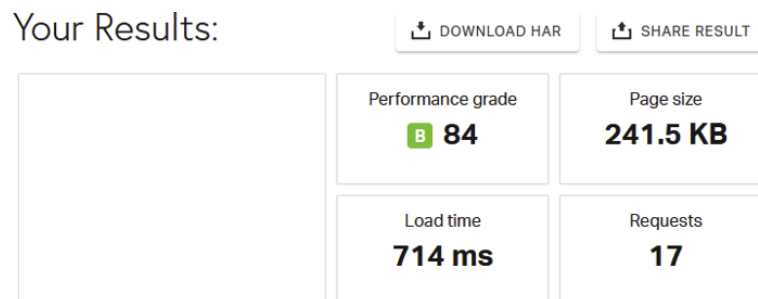 Your Results:
DOWNLOAD HAR
SHARE RESULT
Performance grade
B 84
Page size
241.5 KB
Load time
714 ms
Requests
17